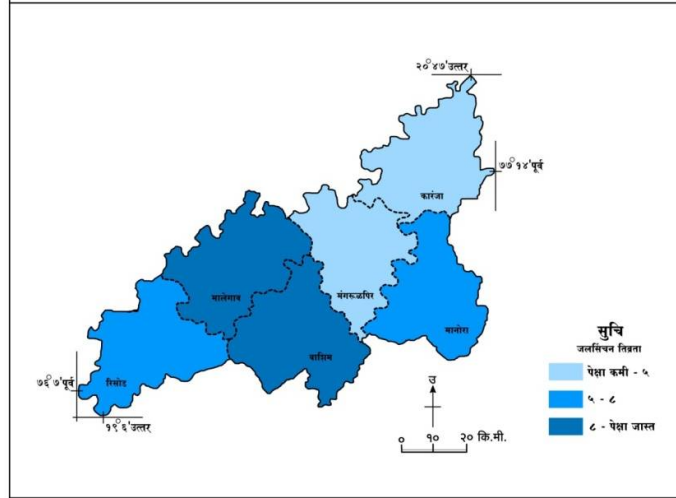 २०°४७'उत्तर
७७°१४'पूर्व
कारंजा
मालेगाव
मंगरूळपिर
मानोरा
वाशिम
रिसोड
७६°७'पूर्व
१९°६'उत्तर
सुचि
जलसिंचन तिव्रता
पेक्षा कमी - ५
५ - ८
८ - पेक्षा जास्त
उ
० १० २० कि.मी.